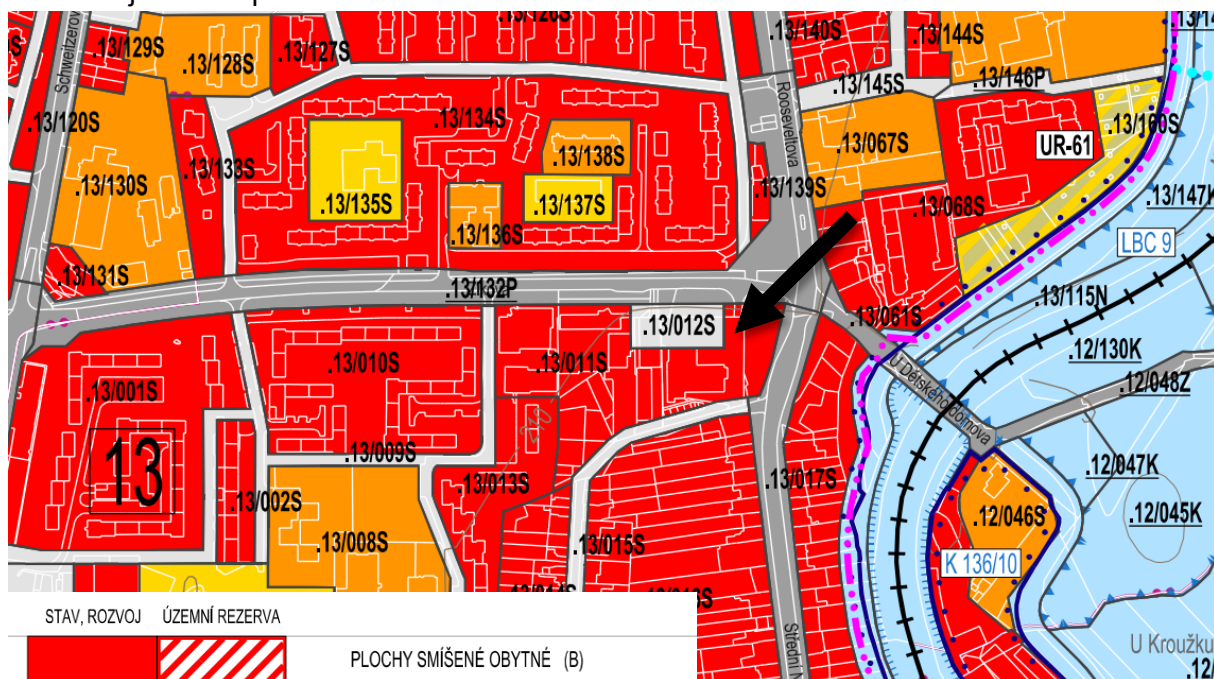 .13/129S
.13/128S
.13/127S
.13/140S
.13/144S
Schweitzerov
.13/120S
.13/145S
.13/146P
Rooseveltova
.13/134S
.13/160S
.13/133S
.13/138S
.13/067S
UR-61
.13/130S
.13/139S
.13/147K
.13/135S
.13/137S
.13/068S
.13/136S
LBC 9
.13/131S
.13/132P
.13/115N
.13/012S
.13/061S
.12/130K
.13/010S
.13/011S
U Dětského domova
.12/048Z
.13/001S
13
.13/009S
.12/047K
.13/002S
.13/013S
.13/017S
.12/046S
.12/045K
.13/008S
.13/015S
K 136/10
Střední N
U Kroužku
.12/
STAV, ROZVOJ ÚZEMNÍ REZERVA
PLOCHY SMÍŠENÉ OBYTNÉ (B)